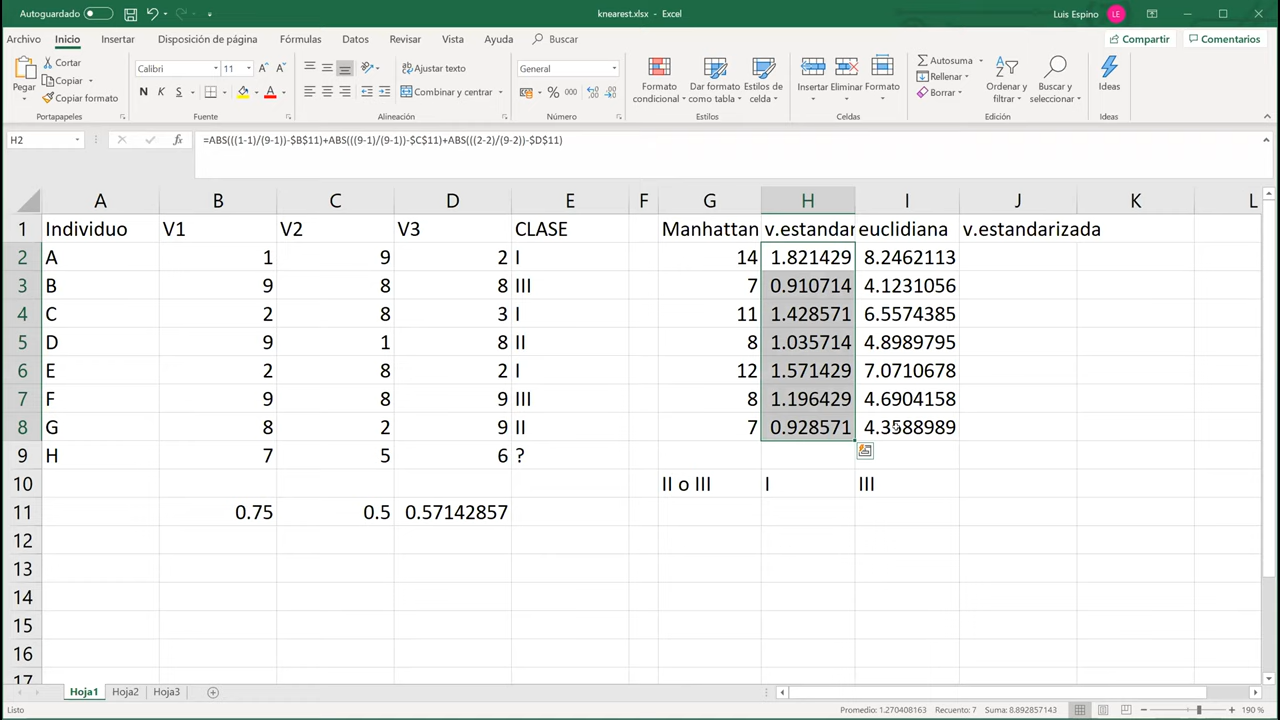 Autoguardado
knearest.xlsx - Excel
Luis Espino
LE
Archivo Inicio Insertar Disposición de página Fórmulas Datos Revisar Vista Ayuda Buscar
Compartir Comentarios
Pegar
Cortar
Copiar
Copiar formato
Calibri 11
N K S
Ajustar texto
Combinar y centrar
General
% 000
Formato condicional
Dar formato como tabla
Estilos de celda
Insertar Eliminar Formato
Autosuma
Rellenar
Borrar
Ordenar y filtrar
Buscar y seleccionar
Ideas
Portapapeles Fuente Alineación Número Estilos Celdas Edición Ideas
H2 fx =ABS(((1-1)/(9-1))-$B$11)+ABS(((9-1)/(9-1))-$C$11)+ABS(((2-2)/(9-2))-$D$11)
A B C D E F G H I J K L
1 Individuo V1 V2 V3 CLASE Manhattan v.estandar euclidiana v.estandarizada
2 A 1 9 2 I 14 1.821429 8.2462113
3 B 9 8 8 III 7 0.910714 4.1231056
4 C 2 8 3 I 11 1.428571 6.5574385
5 D 9 1 8 II 8 1.035714 4.8989795
6 E 2 8 2 I 12 1.571429 7.0710678
7 F 9 8 9 III 8 1.196429 4.6904158
8 G 8 2 9 II 7 0.928571 4.3588989
9 H 7 5 6 ?
10 II o III I III
11 0.75 0.5 0.57142857
12
13
14
15
16
17
Hoja1 Hoja2 Hoja3
Listo Promedio: 1.270408163 Recuento: 7 Suma: 8.892857143 190 %